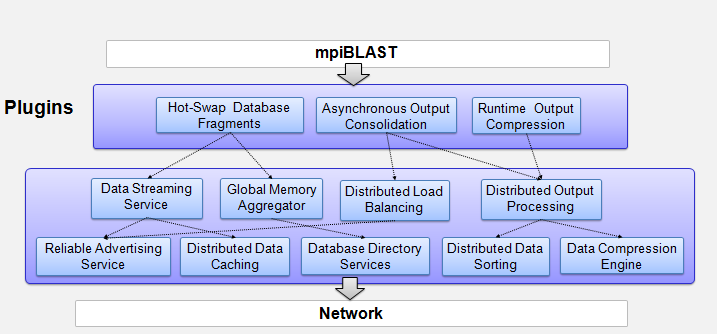 mpiBLAST
Plugins
Hot-Swap Database
Fragments
Asynchronous Output
Consolidation
Runtime Output
Compression
Data Streaming
Service
Global Memory
Aggregator
Distributed Load
Balancing
Distributed Output
Processing
Reliable Advertising
Service
Distributed Data
Caching
Database Directory
Services
Distributed Data
Sorting
Data Compression
Engine
Network